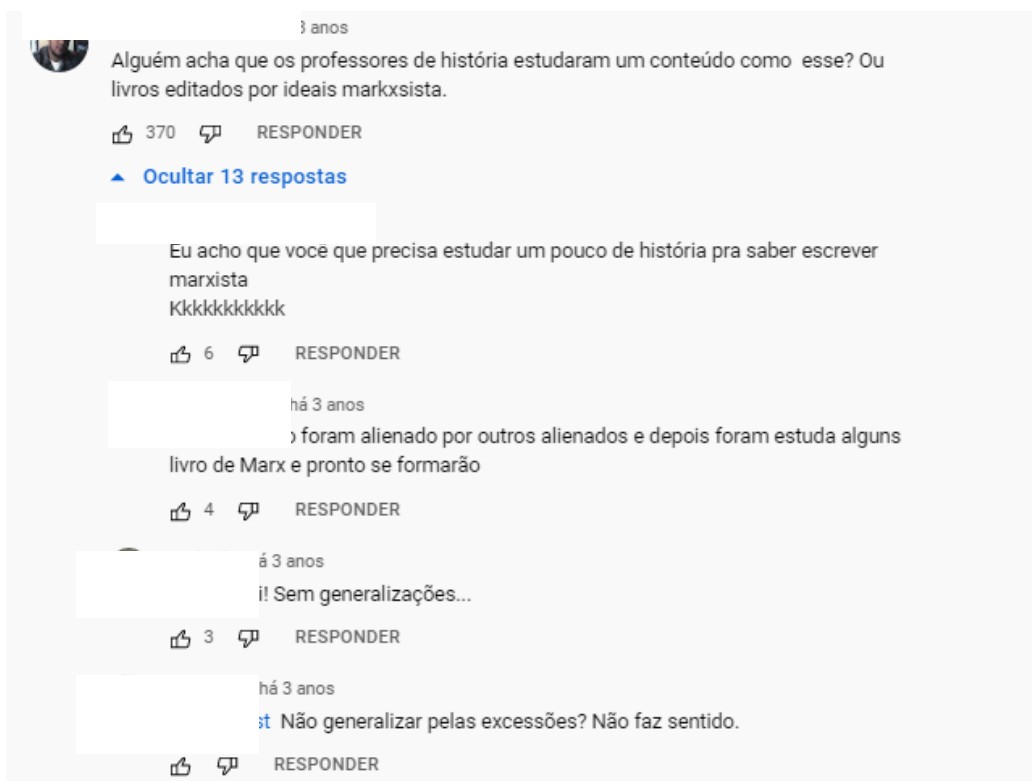 3 anos
Alguém acha que os professores de história estudaram um conteúdo como esse? Ou
livros editados por ideais markxsista.
370 RESPONDER
Ocultar 13 respostas
Eu acho que você que precisa estudar um pouco de história pra saber escrever
marxista
Kkkkkkkkkkk
6 RESPONDER
há 3 anos
foram alienado por outros alienados e depois foram estuda alguns
livro de Marx e pronto se formarão
4 RESPONDER
á 3 anos
i! Sem generalizações...
3 RESPONDER
há 3 anos
st Não generalizar pelas excessões? Não faz sentido.
RESPONDER